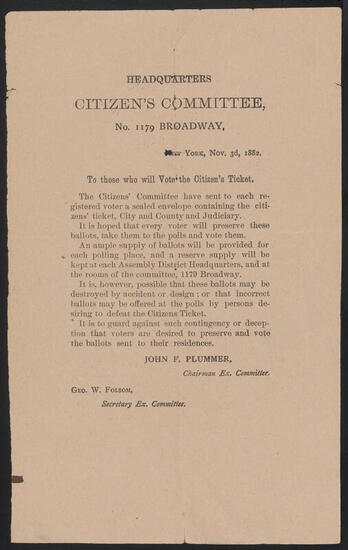 HEADQUARTERS
CITIZEN'S COMMITTEE,
No. 1179 BROADWAY,
New York, Nov. 3d, 1882.
To those who will Vote the Citizen's Ticket.
The Citizens' Committee have sent to each re-
gistered voter a sealed envelope containing the citi-
zens' ticket, City and County and Judiciary.
It is hoped that every voter will preserve these
ballots, take them to the polls and vote them.
An ample supply of ballots will be provided for
each polling place, and a reserve supply will be
kept at each Assembly District Headquarters, and at
the rooms of the committee, 1179 Broadway.
It is, however, possible that these ballots may be
destroyed by accident or design; or that incorrect
ballots may be offered at the polls by persons de-
siring to defeat the Citizens Ticket.
It is to guard against such contingency or decep-
tion that voters are desired to preserve and vote
the ballots sent to their residences.
JOHN F. PLUMMER,
Chairman Ex. Committee.
Geo. W. Folsom,
Secretary Ex. Committee.